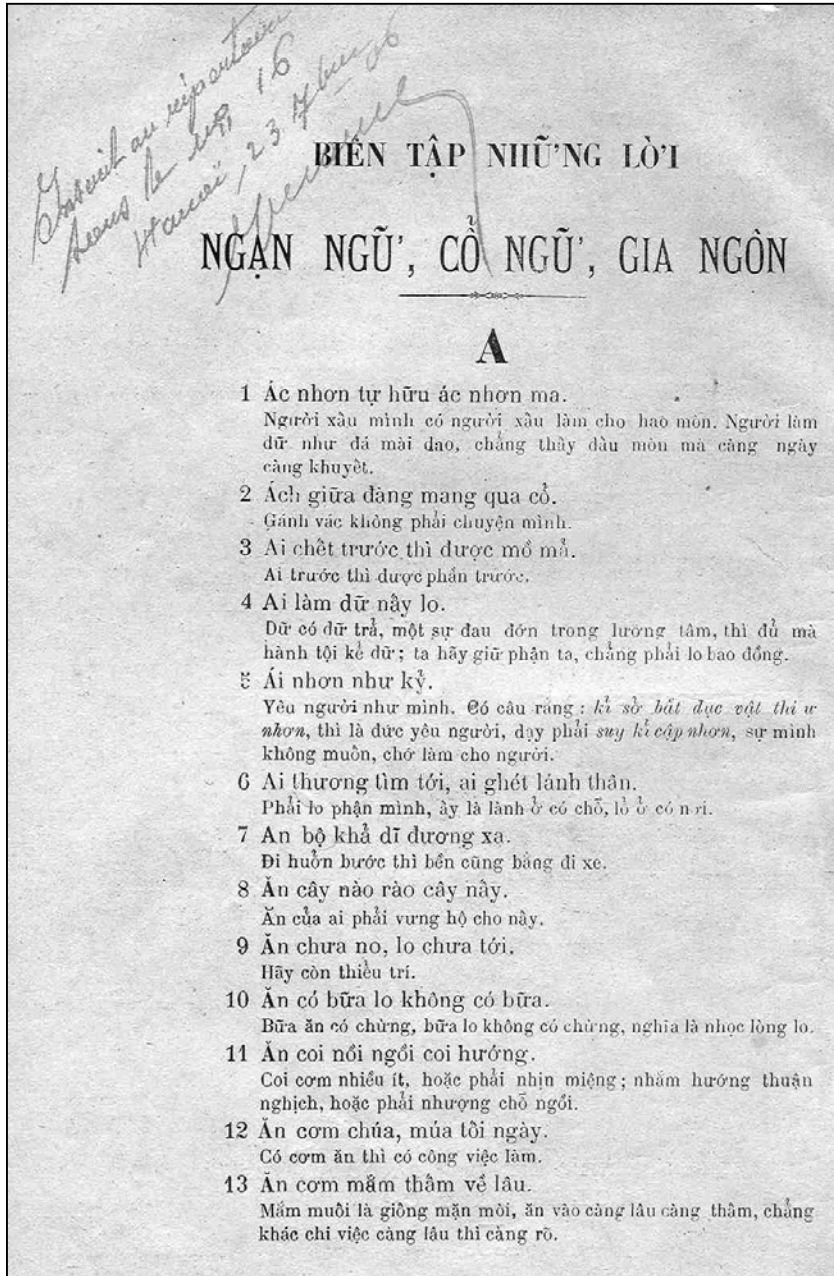 Inscrit au répertoire
sous le No 16
Hanoï, 23 7bre 06
BIÊN TẬP NHỮNG LỜI
NGẠN NGỮ, CỔ NGỮ, GIA NGÔN
A
1 Ác nhơn tự hữu ác nhơn ma.
Người xấu mình có người xấu làm cho hao mòn. Người làm
dữ như đá mài dao, chẳng thấy dấu mòn mà càng ngày
càng khuyết.
2 Ách giữa đàng mang qua cổ.
Gánh vác không phải chuyện mình.
3 Ai chết trước thì được mồ mả.
Ai trước thì được phần trước.
4 Ai làm dữ nấy lo.
Dữ có dữ trả, một sự đau đớn trong lương tâm, thì đủ mà
hành tội kẻ dữ; ta hãy giữ phận ta, chẳng phải lo bao đồng.
5 Ái nhơn như kỷ.
Yêu người như mình. Có câu rằng: kỉ sở bất dục vật thi ư
nhơn, thì là đức yêu người, dạy phải suy kỉ cập nhơn, sự mình
không muốn, chớ làm cho người.
6 Ai thương tìm tới, ai ghét lánh thân.
Phải lo phận mình, ấy là lành ở có chỗ, lỗ ở có nơi.
7 An bộ khả dĩ đương xa.
Đi huỡn bước thì bền cũng bằng đi xe.
8 Ăn cây nào rào cây nấy.
Ăn của ai phải vưng hộ cho nấy.
9 Ăn chưa no, lo chưa tới.
Hãy còn thiếu trí.
10 Ăn có bữa lo không có bữa.
Bữa ăn có chừng, bữa lo không có chừng, nghĩa là nhọc lòng lo.
11 Ăn coi nồi ngồi coi hướng.
Coi cơm nhiều ít, hoặc phải nhịn miệng; nhắm hướng thuận
nghịch, hoặc phải nhượng chỗ ngồi.
12 Ăn cơm chúa, múa tối ngày.
Có cơm ăn thì có công việc làm.
13 Ăn cơm mắm thấm về lâu.
Mắm muối là giống mặn mòi, ăn vào càng lâu càng thấm, chẳng
khác chi việc càng lâu thì càng rõ.